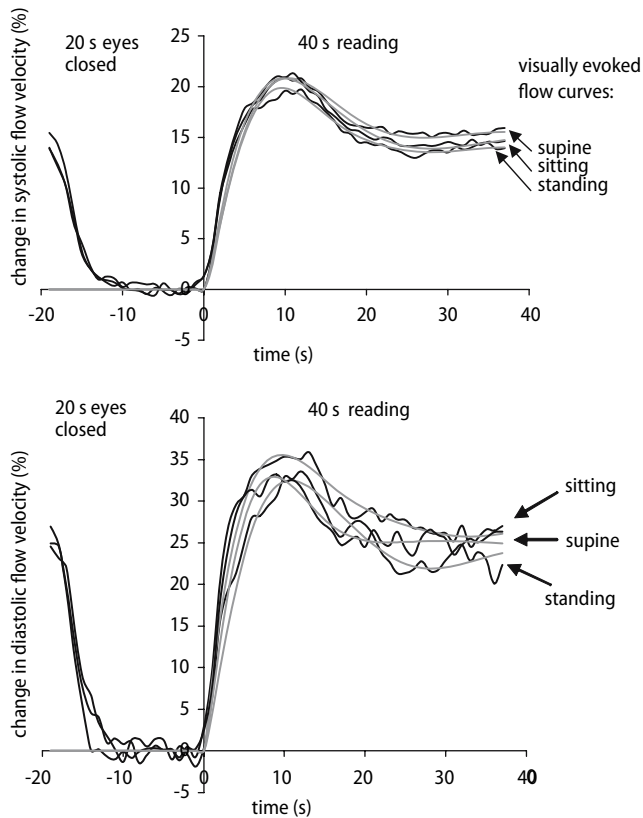 20 s eyes
closed
40 s reading
visually evoked
flow curves:
supine
sitting
standing
change in systolic flow velocity (%)
25
20
15
10
5
-5
-20
-10
0
10
20
30
40
time (s)
20 s eyes
closed
40 s reading
sitting
supine
standing
change in diastolic flow velocity (%)
40
35
30
25
20
15
10
5
-5
-20
-10
0
10
20
30
40
time (s)